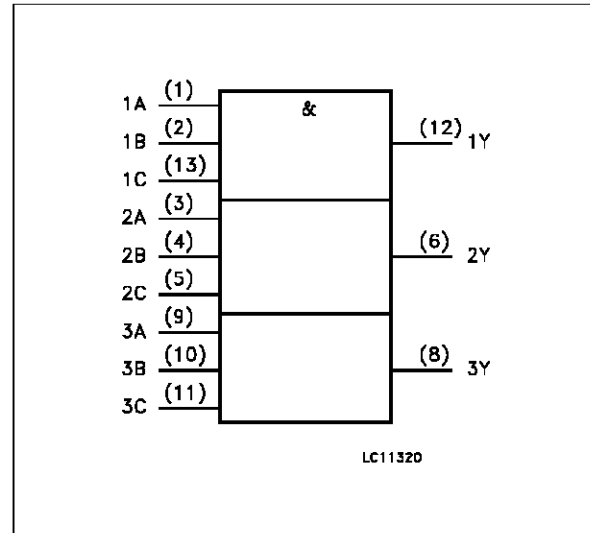 &
1A (1)
1B (2)
1C (13)
2A (3)
2B (4)
2C (5)
3A (9)
3B (10)
3C (11)
(12) 1Y
(6) 2Y
(8) 3Y
LC11320